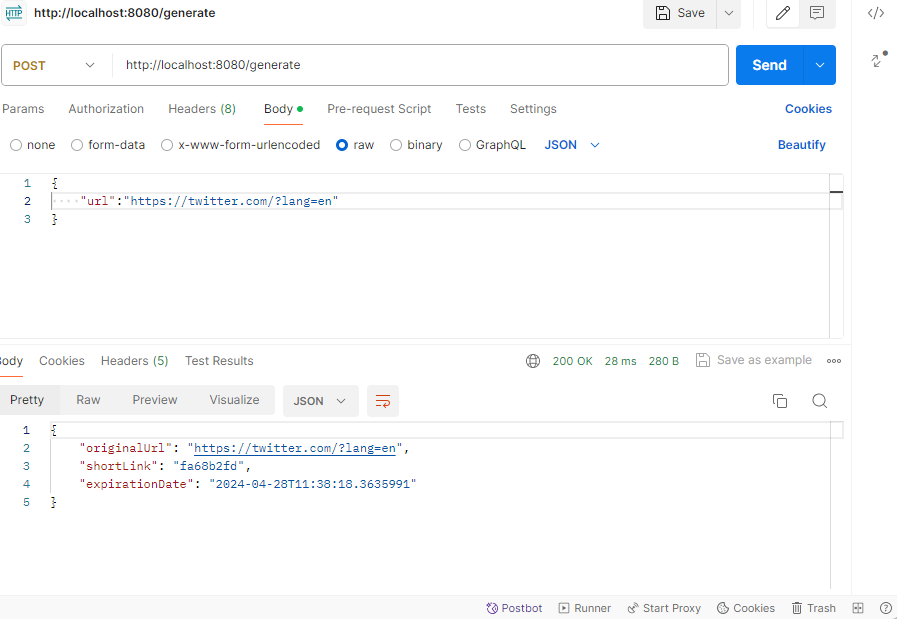 HTTP http://localhost:8080/generate Save
POST http://localhost:8080/generate Send
Params Authorization Headers (8) Body Pre-request Script Tests Settings Cookies
none form-data x-www-form-urlencoded raw binary GraphQL JSON Beautify
1 {
2 ····"url":"https://twitter.com/?lang=en"
3 }
Body Cookies Headers (5) Test Results 200 OK 28 ms 280 B Save as example
Pretty Raw Preview Visualize JSON
1 {
2 "originalUrl": "https://twitter.com/?lang=en",
3 "shortLink": "fa68b2fd",
4 "expirationDate": "2024-04-28T11:38:18.3635991"
5 }
Postbot Runner Start Proxy Cookies Trash